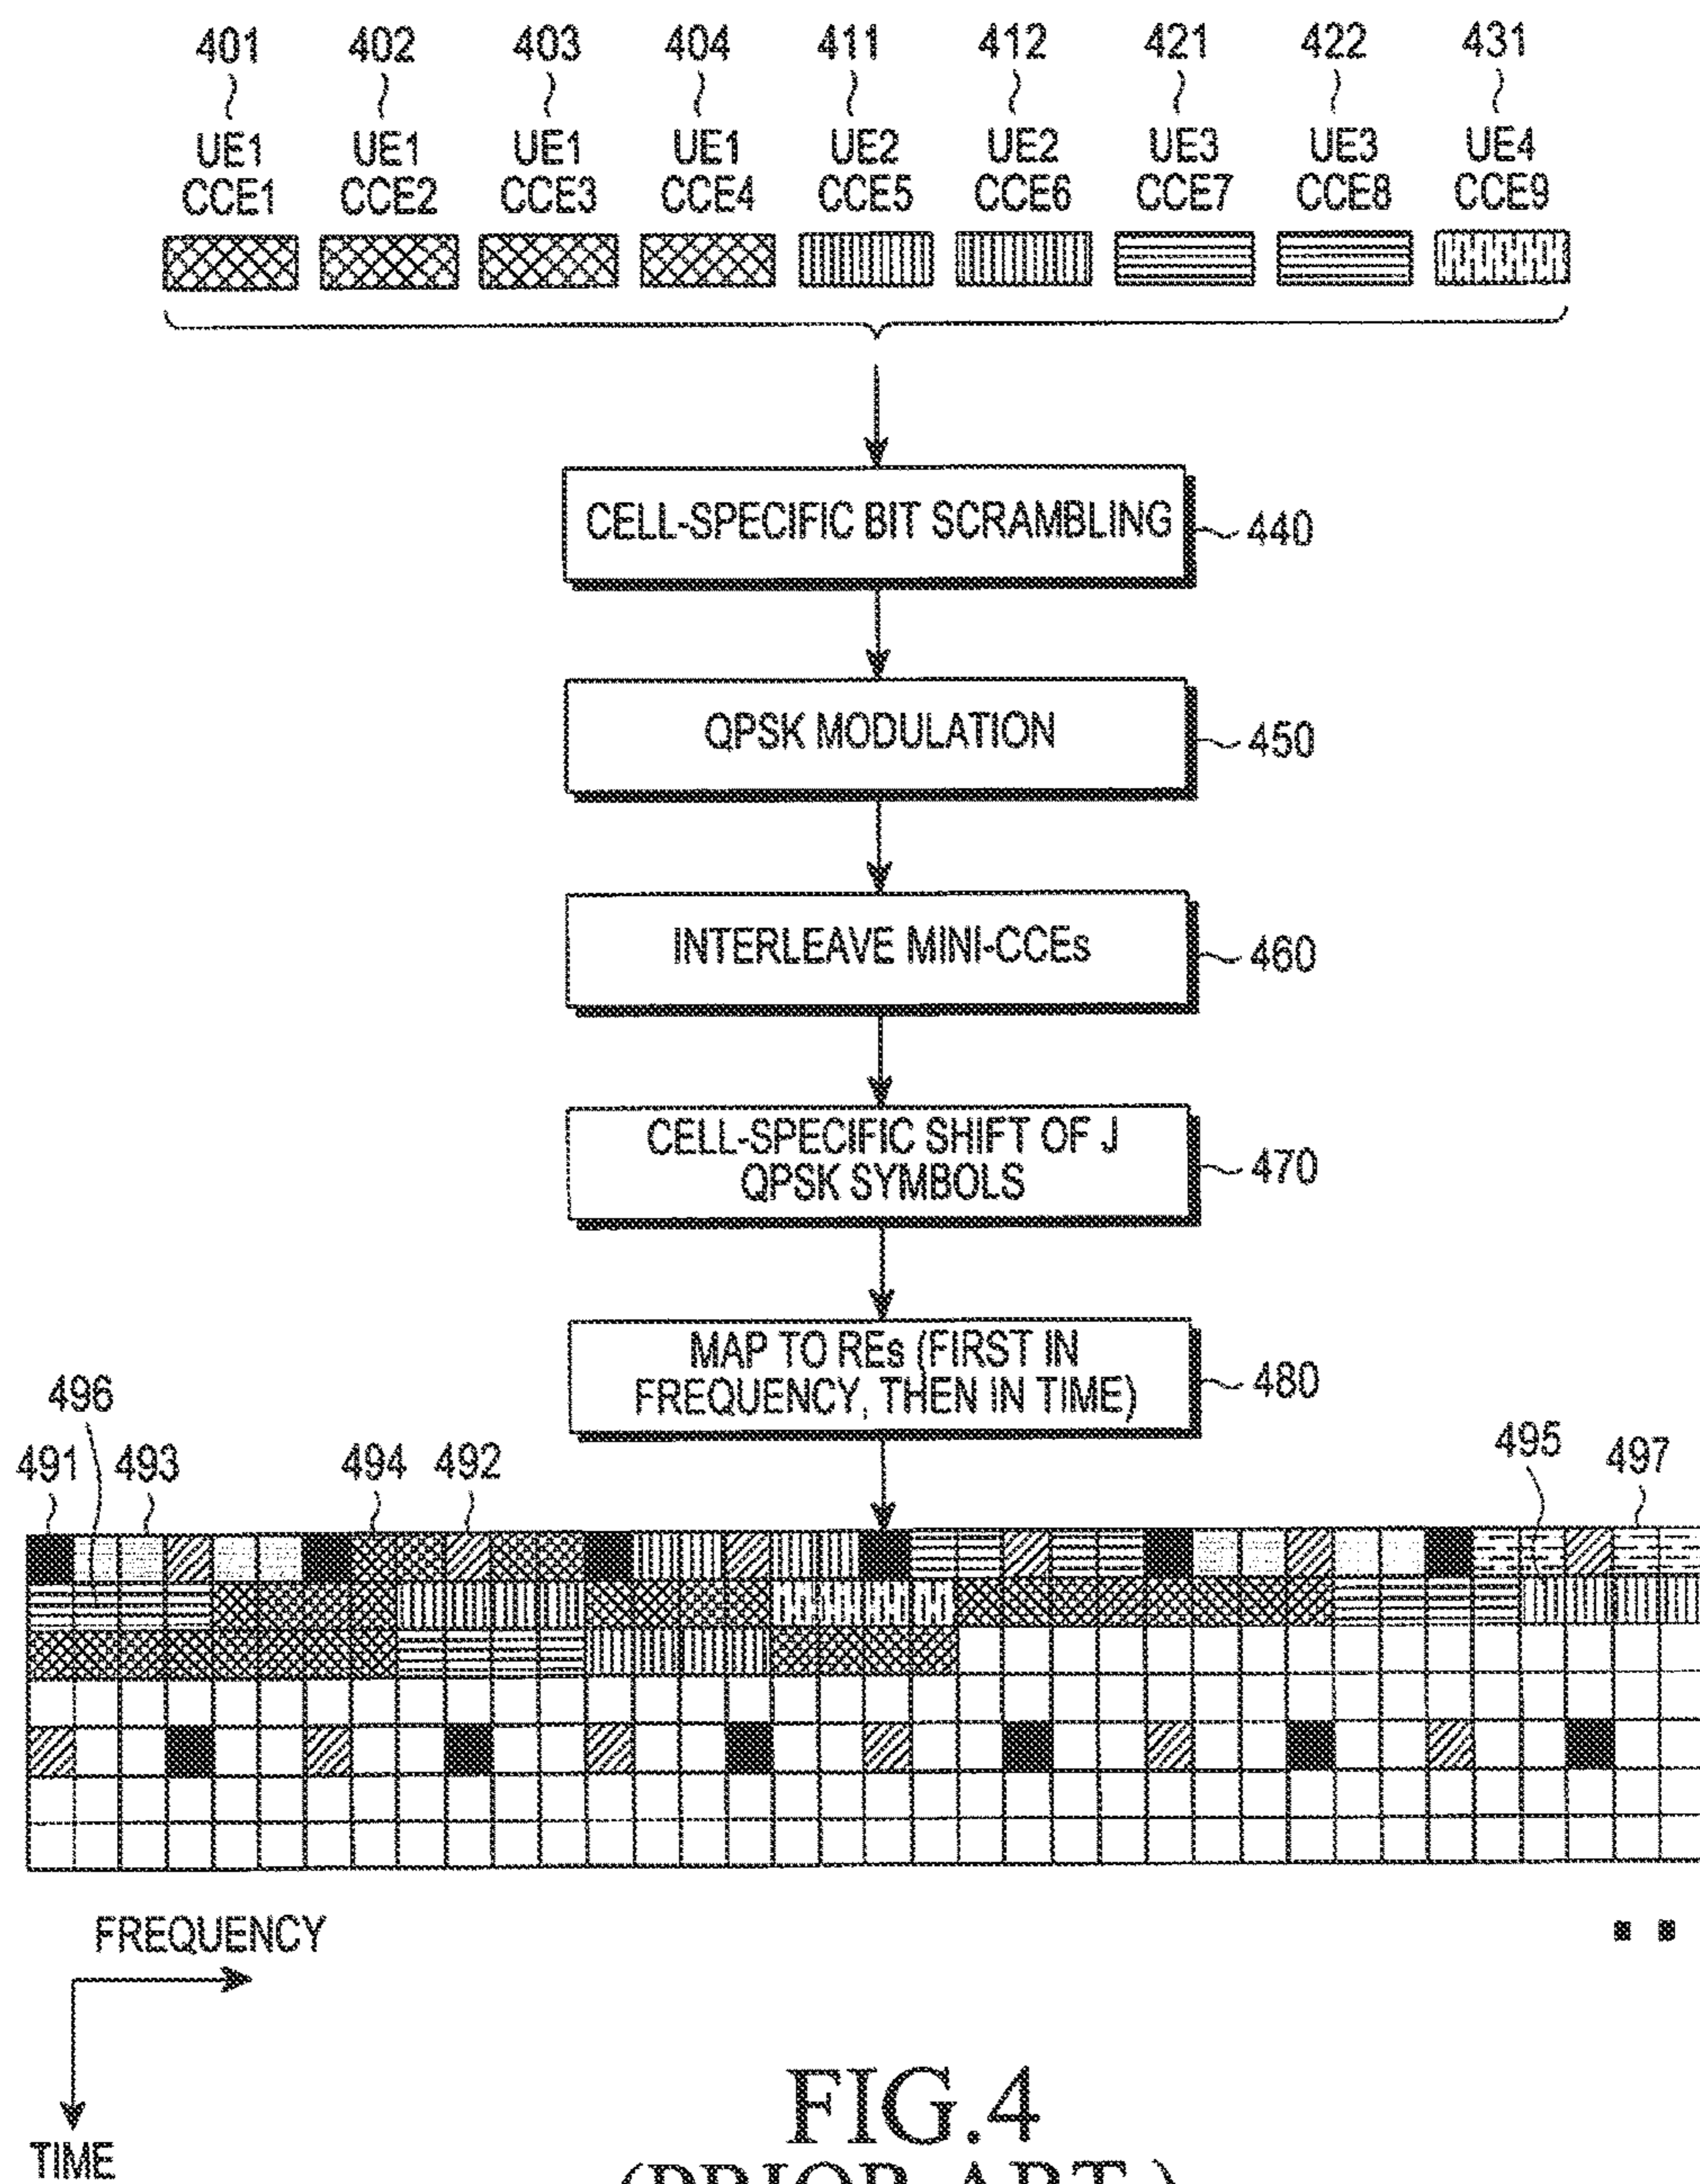 401 402 403 404 411 412 421 422 431
UE1 UE1 UE1 UE1 UE2 UE2 UE3 UE3 UE4
CCE1 CCE2 CCE3 CCE4 CCE5 CCE6 CCE7 CCE8 CCE9
CELL-SPECIFIC BIT SCRAMBLING
440
QPSK MODULATION
450
INTERLEAVE MINI-CCEs
460
CELL-SPECIFIC SHIFT OF J
QPSK SYMBOLS
470
MAP TO REs (FIRST IN
FREQUENCY, THEN IN TIME)
480
496
491 493 494 492 495 497
FREQUENCY
TIME
FIG.4
(PRIOR ART)